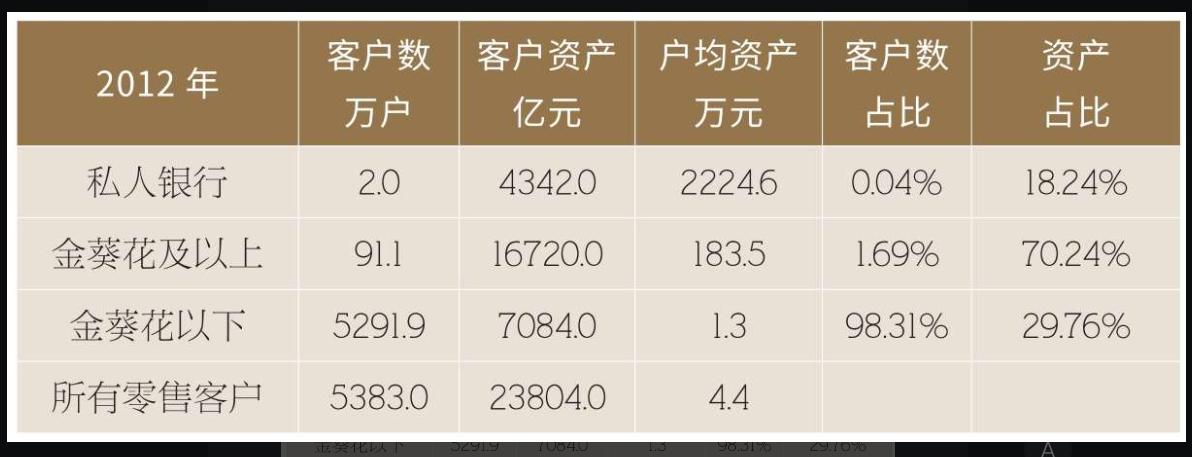 2012 年 客户数 万户 客户资产 亿元 户均资产 万元 客户数 占比 资产 占比
私人银行 2.0 4342.0 2224.6 0.04% 18.24%
金葵花及以上 91.1 16720.0 183.5 1.69% 70.24%
金葵花以下 5291.9 7084.0 1.3 98.31% 29.76%
所有零售客户 5383.0 23804.0 4.4
金葵花以下 5291.9 7084.0 1.3 98.31% 29.76%
A